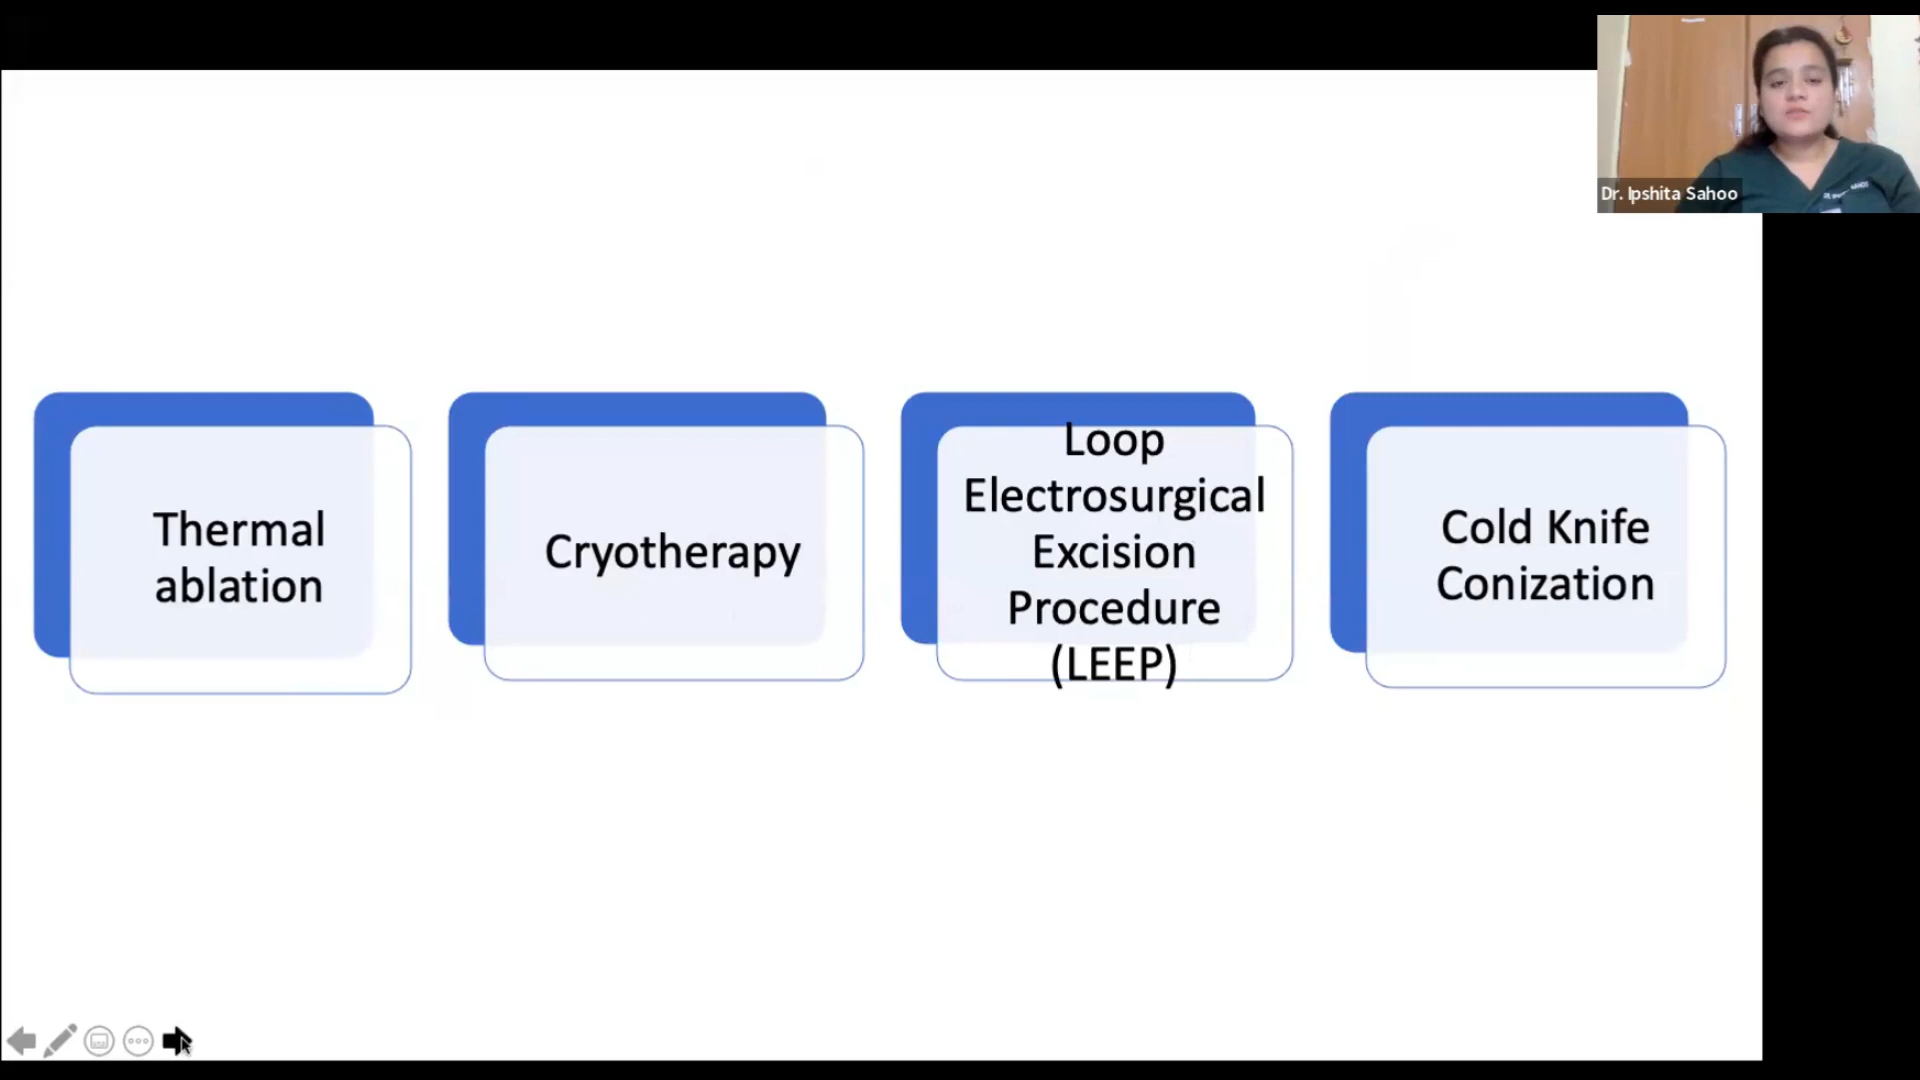 Dr. Ipshita Sahoo
Thermal
ablation
Cryotherapy
Loop
Electrosurgical
Excision
Procedure
(LEEP)
Cold Knife
Conization